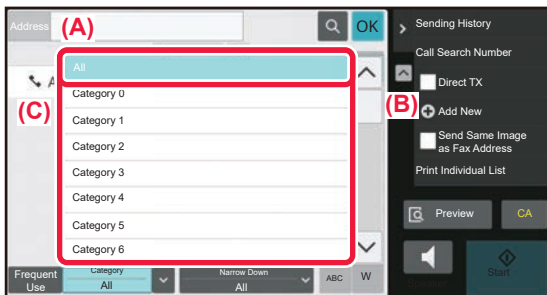 Address
(A)
OK
Sending History
Call Search Number
All
A
Direct TX
(C)
Category 0
(B)
Add New
Category 1
Category 2
Send Same Image
as Fax Address
Category 3
Print Individual List
Category 4
Category 5
Preview
CA
Category 6
Frequent
Use
Category
All
Narrow Down
All
ABC
W
Speaker
Start